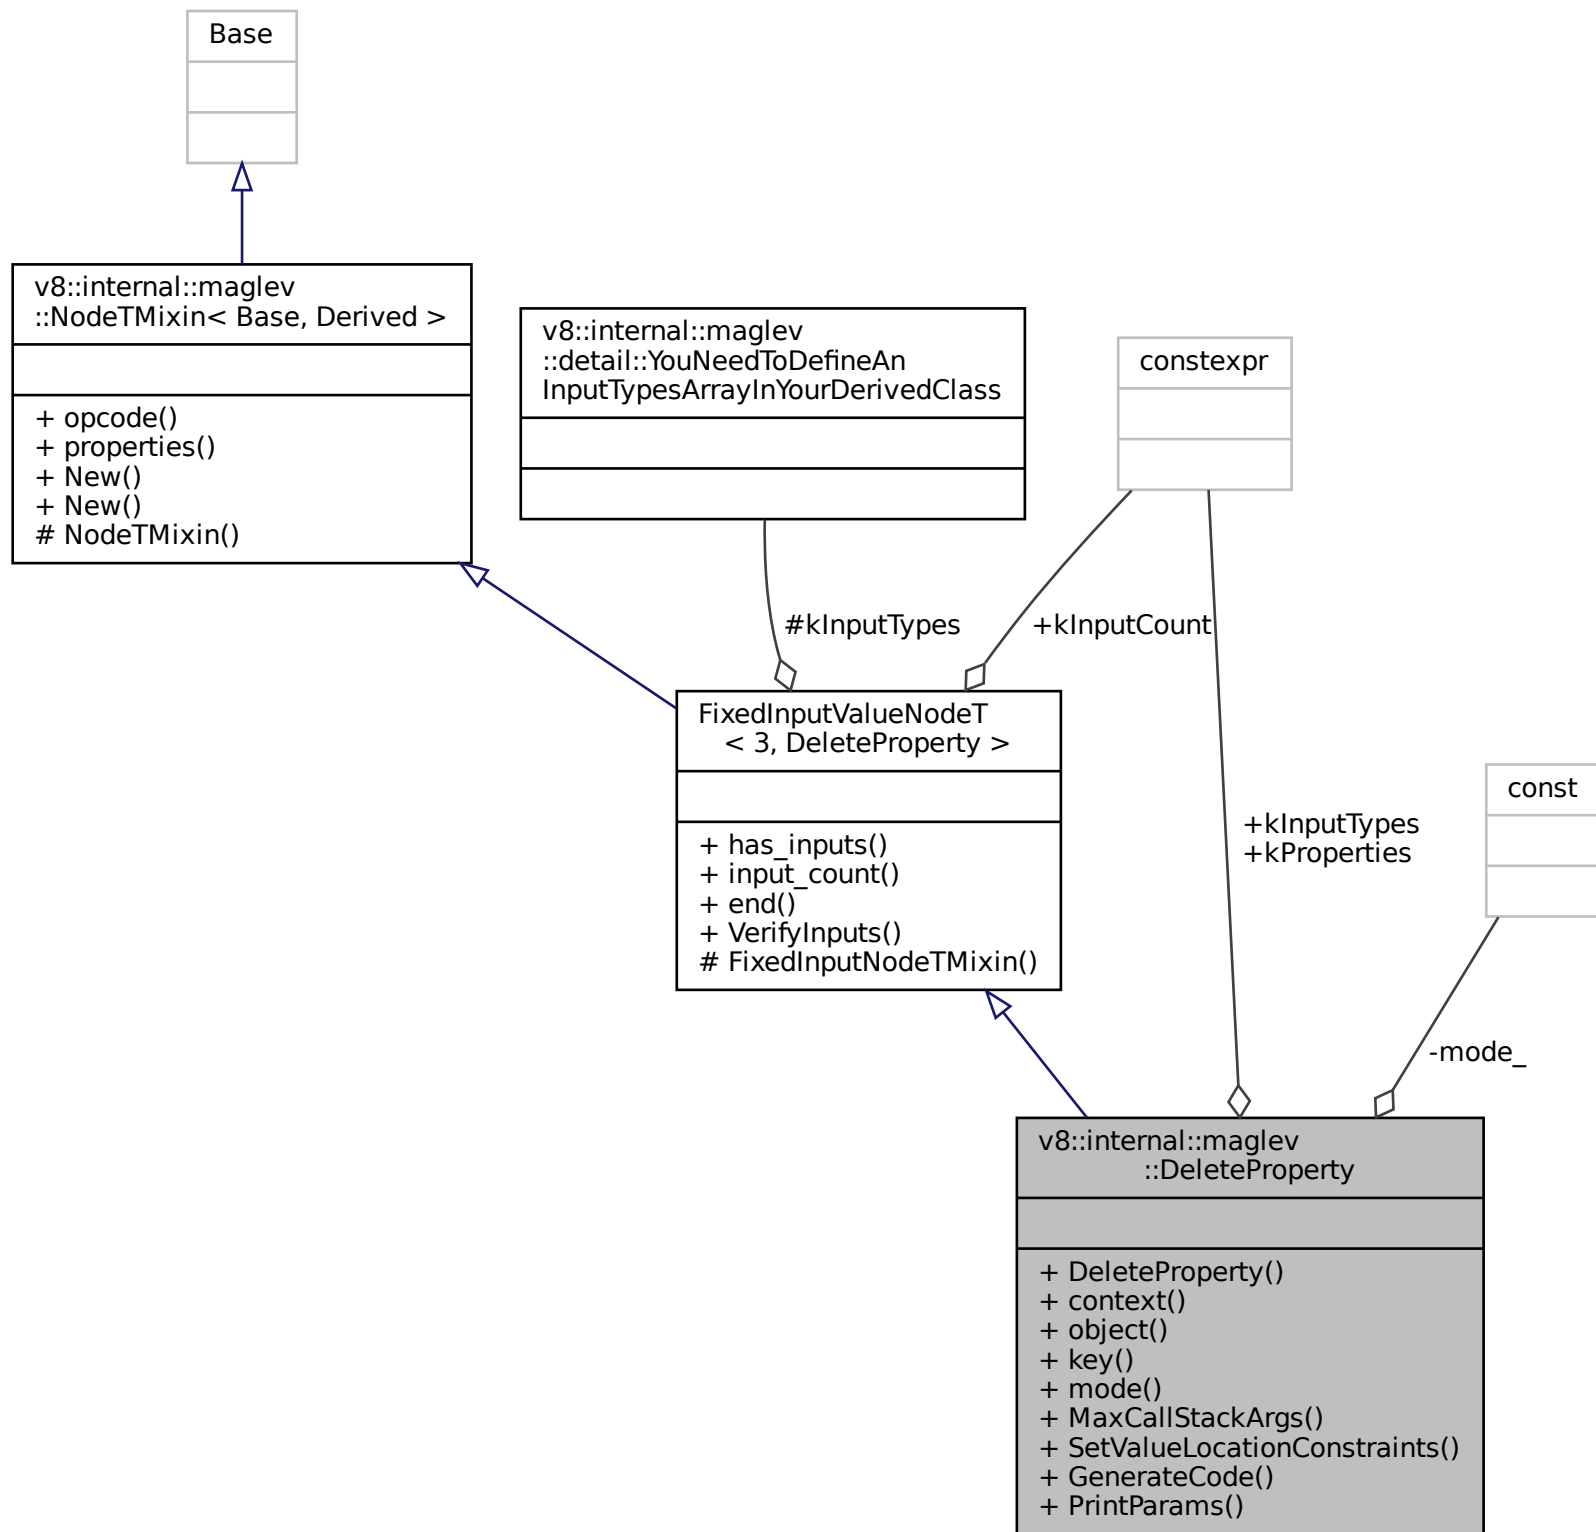 Base
v8::internal::maglev
::NodeTMixin< Base, Derived >
+ opcode()
+ properties()
+ New()
+ New()
# NodeTMixin()
v8::internal::maglev
::detail::YouNeedToDefineAn
InputTypesArrayInYourDerivedClass
constexpr
#kInputTypes
+kInputCount
FixedInputValueNodeT
< 3, DeleteProperty >
+ has_inputs()
+ input_count()
+ end()
+ VerifyInputs()
# FixedInputNodeTMixin()
const
+kInputTypes
+kProperties
-mode_
v8::internal::maglev
::DeleteProperty
+ DeleteProperty()
+ context()
+ object()
+ key()
+ mode()
+ MaxCallStackArgs()
+ SetValueLocationConstraints()
+ GenerateCode()
+ PrintParams()